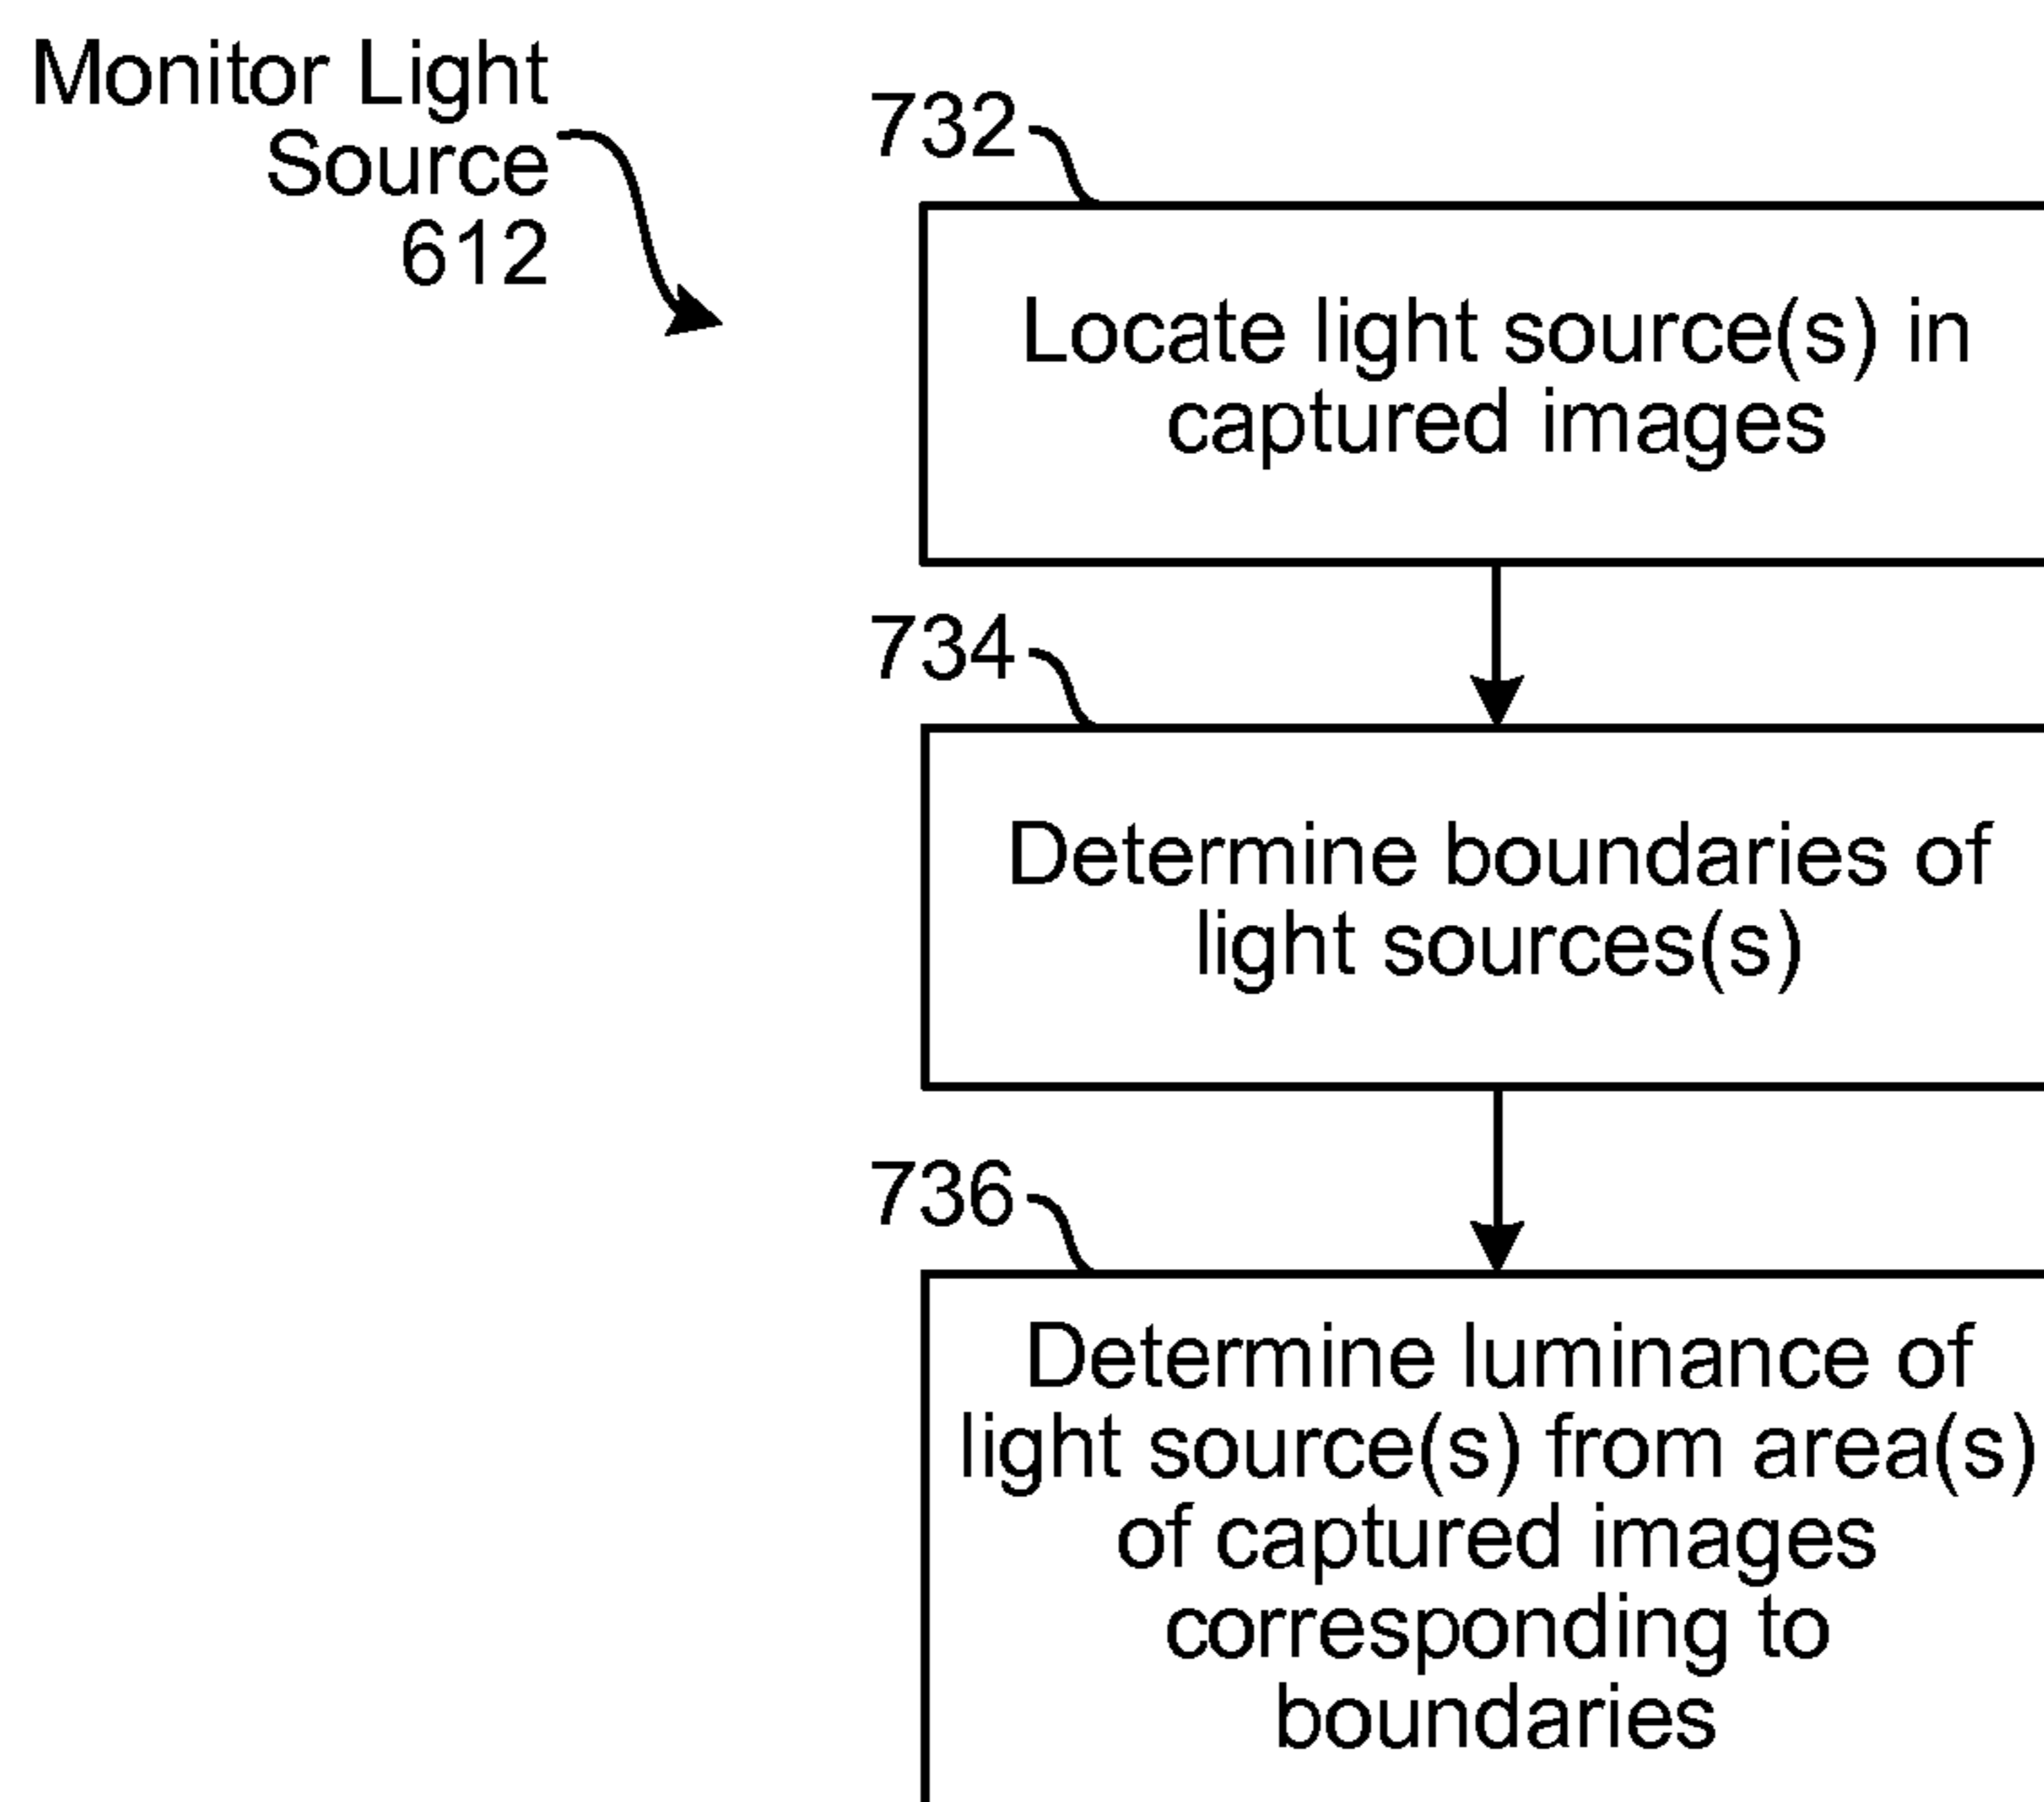 Monitor Light
Source
612
732
Locate light source(s) in
captured images
734
Determine boundaries of
light sources(s)
736
Determine luminance of
light source(s) from area(s)
of captured images
corresponding to
boundaries